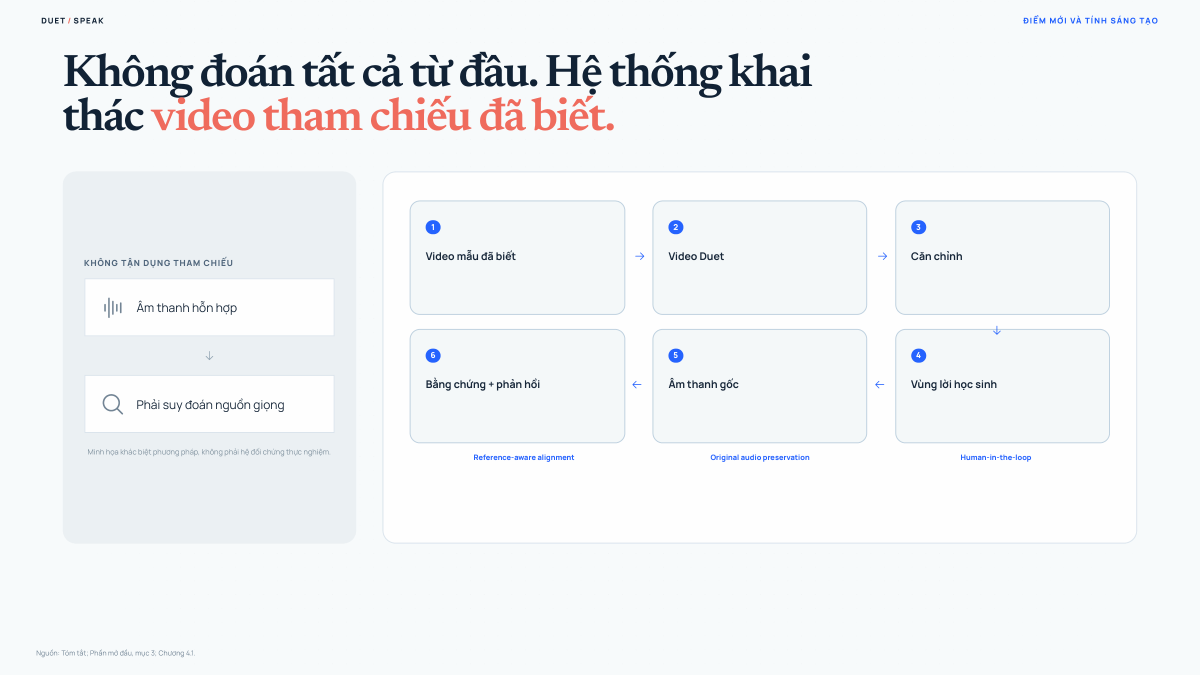 DUET / SPEAK
ĐIỂM MỚI VÀ TÍNH SÁNG TẠO
Không đoán tất cả từ đầu. Hệ thống khai
thác video tham chiếu đã biết.
KHÔNG TẬN DỤNG THAM CHIẾU
Âm thanh hỗn hợp
Phải suy đoán nguồn giọng
Minh họa khác biệt phương pháp, không phải hệ đối chứng thực nghiệm.
1
Video mẫu đã biết
2
Video Duet
3
Căn chỉnh
6
Bằng chứng + phản hồi
5
Âm thanh gốc
4
Vùng lời học sinh
Reference-aware alignment
Original audio preservation
Human-in-the-loop
Nguồn: Tóm tắt; Phần mở đầu, mục 3; Chương 4.1.